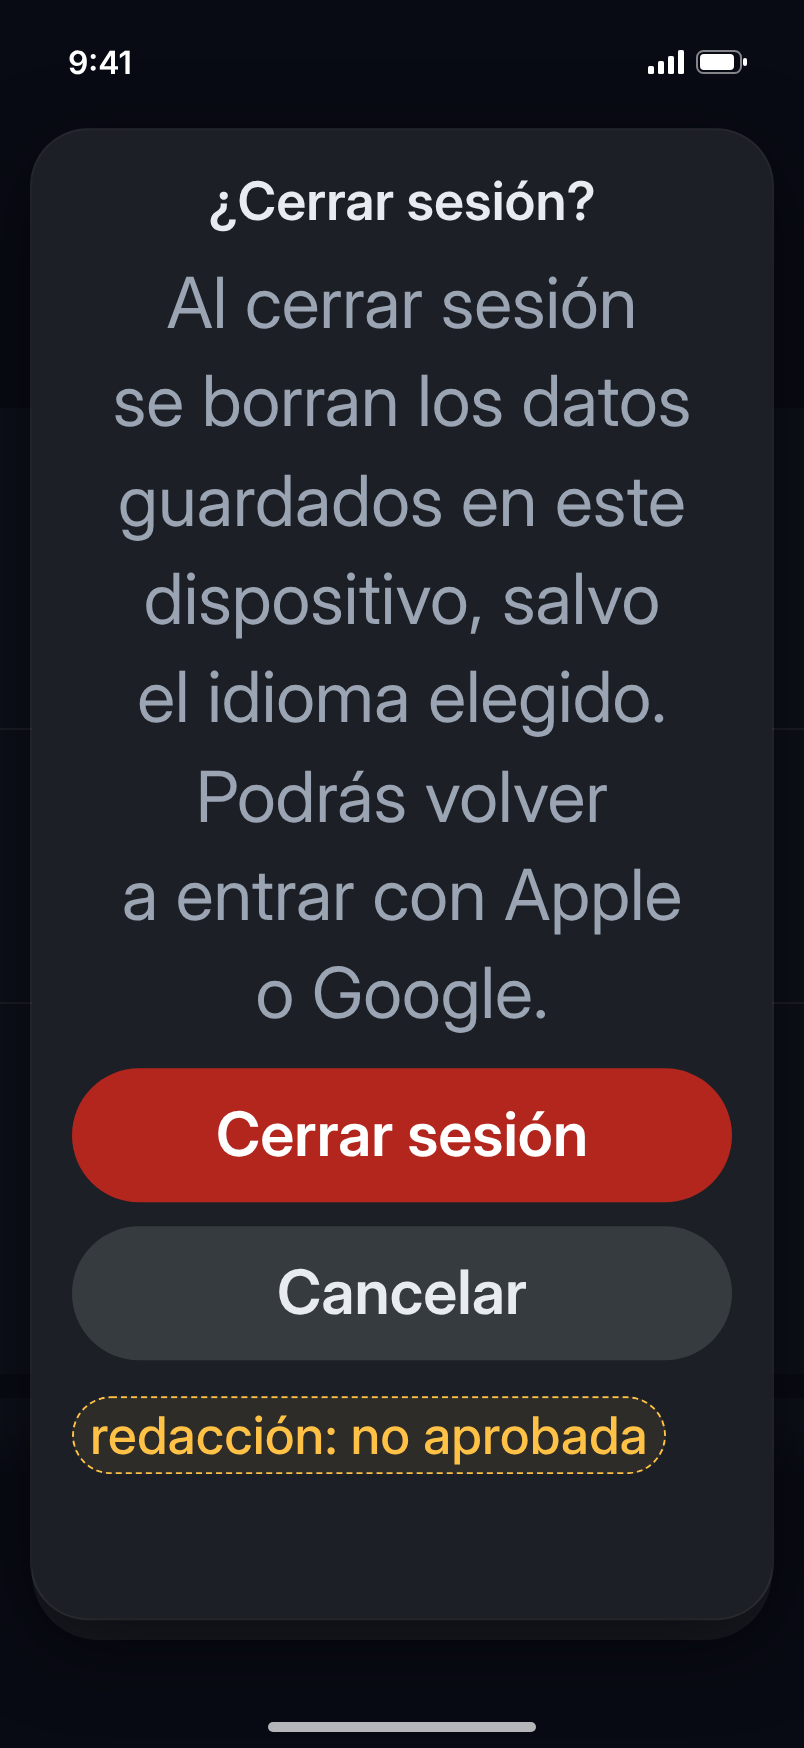 9:41
¿Cerrar sesión?
Al cerrar sesión
se borran los datos
guardados en este
dispositivo, salvo
el idioma elegido.
Podrás volver
a entrar con Apple
o Google.
Cerrar sesión
Cancelar
redacción: no aprobada